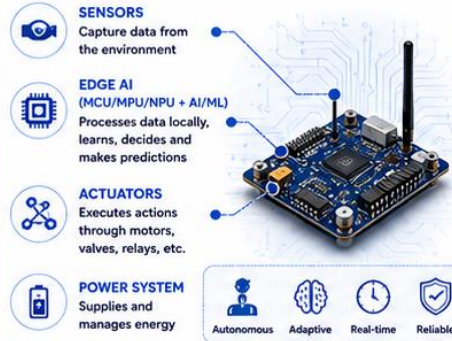 SENSORS
Capture data from
the environment
EDGE AI
(MCU/MPU/NPU + AI/ML)
Processes data locally,
learns, decides and
makes predictions
ACTUATORS
Executes actions
through motors,
valves, relays, etc.
POWER SYSTEM
Supplies and
manages energy
Autonomous
Adaptive
Real-time
Reliable